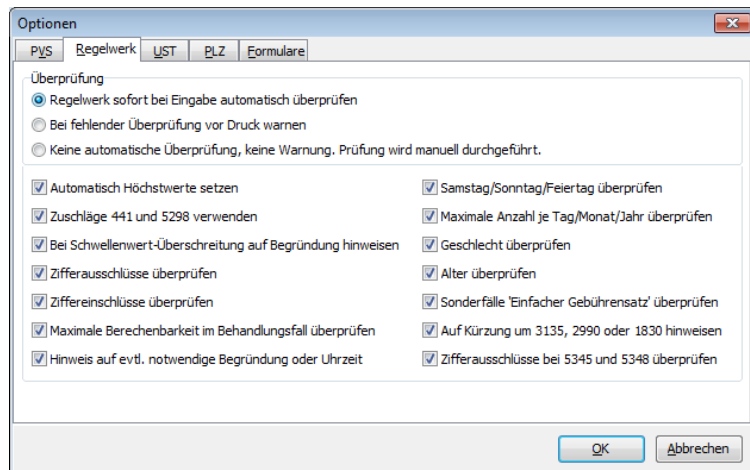 Optionen
PVS Regelwerk UST PLZ Formulare
Überprüfung
Regelwerk sofort bei Eingabe automatisch überprüfen
Bei fehlender Überprüfung vor Druck warnen
Keine automatische Überprüfung, keine Warnung. Prüfung wird manuell durchgeführt.
Automatisch Höchstwerte setzen
Zuschläge 441 und 5298 verwenden
Bei Schwellenwert-Überschreitung auf Begründung hinweisen
Zifferausschlüsse überprüfen
Ziffereinschlüsse überprüfen
Maximale Berechenbarkeit im Behandlungsfall überprüfen
Hinweis auf evtl. notwendige Begründung oder Uhrzeit
Samstag/Sonntag/Feiertag überprüfen
Maximale Anzahl je Tag/Monat/Jahr überprüfen
Geschlecht überprüfen
Alter überprüfen
Sonderfälle 'Einfacher Gebührensatz' überprüfen
Auf Kürzung um 3135, 2990 oder 1830 hinweisen
Zifferausschlüsse bei 5345 und 5348 überprüfen
OK Abbrechen